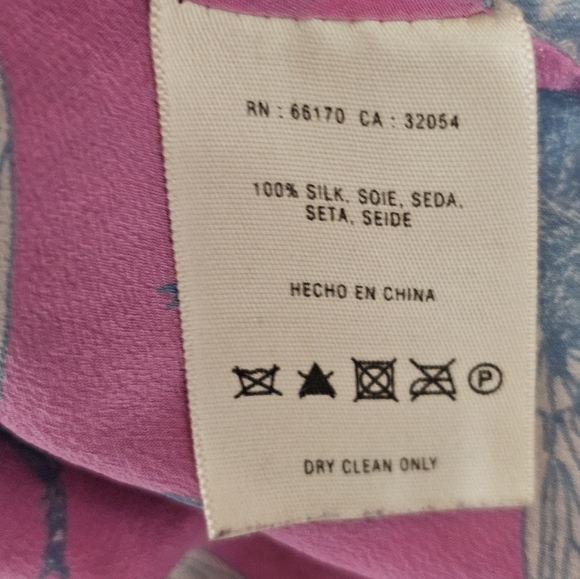 RN : 66170 CA : 32054
100% SILK, SOIE, SEDA,
SETA, SEIDE
HECHO EN CHINA
P
DRY CLEAN ONLY